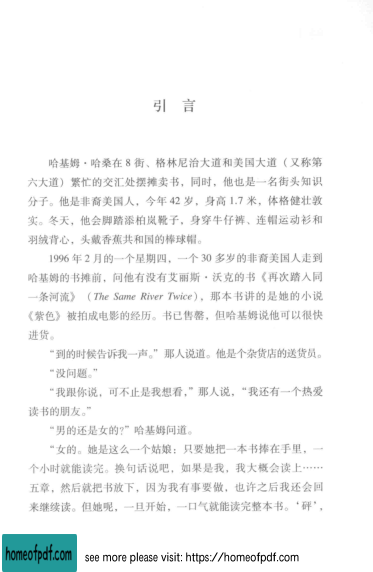 引 言
哈基姆·哈桑在 8 街、格林尼治大道和美国大道（又称第
六大道）繁忙的交汇处摆摊卖书，同时，他也是一名街头知识
分子。他是非裔美国人，今年 42 岁，身高 1.7 米，体格健壮敦
实。冬天，他会脚踏添柏岚靴子，身穿牛仔裤、连帽运动衫和
羽绒背心，头戴香蕉共和国的棒球帽。
1996 年 2 月的一个星期四，一个 30 多岁的非裔美国人走到
哈基姆的书摊前，问他有没有艾丽斯·沃克的书《再次踏入同
一条河流》（The Same River Twice），那本书讲的是她的小说
《紫色》被拍成电影的经历。书已售罄，但哈基姆说他可以很快
进货。
“到的时候告诉我一声。”那人说道。他是个杂货店的送货员。
“没问题。”
“我跟你说，可不止是我想看，”那人说，“我还有一个热爱
读书的朋友。”
“男的还是女的？”哈基姆问道。
“女的。她是这么一个姑娘：只要她把一本书捧在手里，一
个小时就能读完。换句话说吧，如果是我，我大概会读上……
五章，然后就把书放下，因为我有事要做，也许之后我还会回
来继续读。但她呢，一旦开始，一口气就能读完整本书。‘砰’，
homeofpdf.com
see more please visit: https://homeofpdf.com